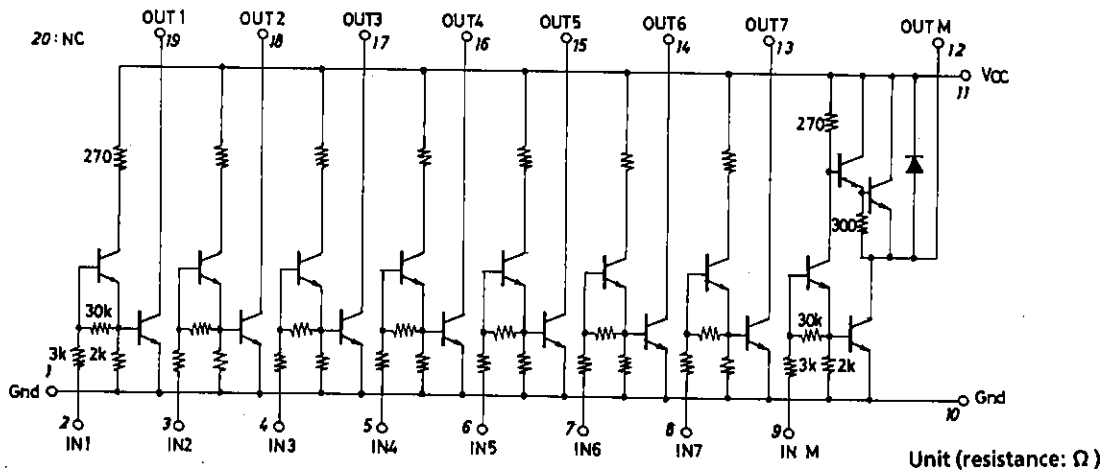 20: NC
OUT 1
19
OUT2
18
OUT3
17
OUT4
16
OUT5
15
OUT6
14
OUT7
13
OUT M
12
Vcc
11
270
270
300
30k
3k
2k
30k
3k
2k
Gnd
1
Gnd
10
2
IN1
3
IN2
4
IN3
5
IN4
6
IN5
7
IN6
8
IN7
9
IN M
Unit (resistance: Ω )